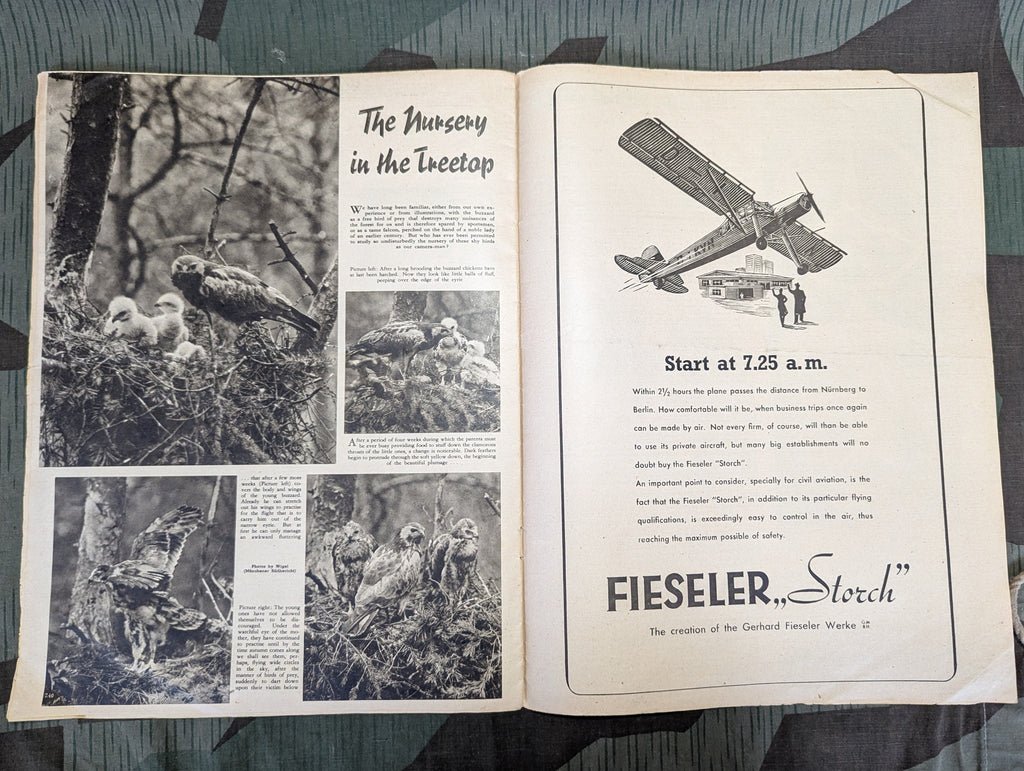 The Nursery
in the Treetop
We have long been familiar, either from our own ex-
perience or from illustrations, with the buzzard
as a free bird of prey that destroys many nuisances of
the forest for us and is therefore spared by sportsmen,
or as a tame falcon, perched on the hand of a noble lady
of an earlier century. But who has ever been permitted
to study so undisturbedly the nursery of these shy birds
as our camera-man?
Picture left: After a long brooding the buzzard chickens have
at last been hatched. Now they look like little balls of fluff,
peeping over the edge of the eyrie
After a period of four weeks during which the parents must
be ever busy providing food to stuff down the clamorous
throats of the little ones, a change is noticeable. Dark feathers
begin to protrude through the soft yellow down, the beginning
of the beautiful plumage
... that after a few more
weeks (Picture left) co-
vers the body and wings
of the young buzzard.
Already he can stretch
out his wings to practise
for the flight that is to
carry him out of the
narrow eyrie. But at
first he can only manage
an awkward fluttering
Photos by
(Münchener Bildbericht)
Picture right: The young
ones have not allowed
themselves to be dis-
couraged. Under the
watchful eye of the mo-
ther, they have continued
to practise until by the
time autumn comes along
we shall see them, per-
haps, flying wide circles
in the sky, after the
manner of birds of prey,
suddenly to dart down
upon their victim below
D
Start at 7.25 a.m.
Within 2½ hours the plane passes the distance from Nürnberg to
Berlin. How comfortable will it be, when business trips once again
can be made by air. Not every firm, of course, will than be able
to use its private aircraft, but many big establishments will no
doubt buy the Fieseler "Storch".
An important point to consider, specially for civil aviation, is the
fact that the Fieseler "Storch", in addition to its particular flying
qualifications, is exceedingly easy to control in the air, thus
reaching the maximum possible of safety.
FIESELER „Storch"
The creation of the Gerhard Fieseler Werke GMBH